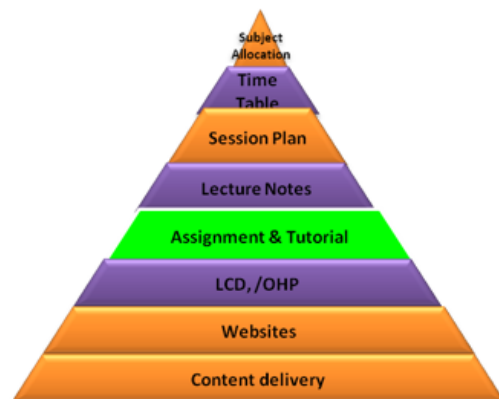 Subject
Allocation
Time
Table
Session Plan
Lecture Notes
Assignment & Tutorial
LCD, /OHP
Websites
Content delivery